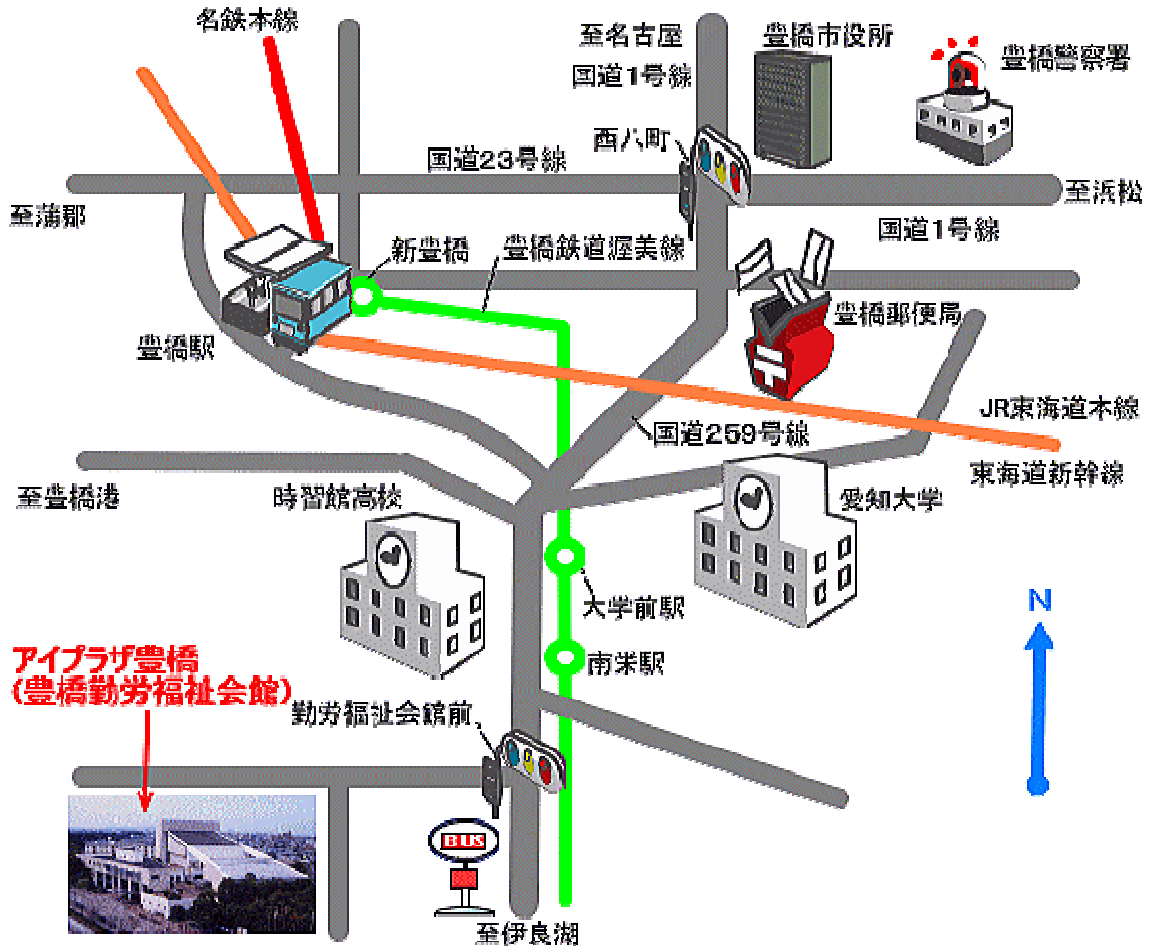 名鉄本線
至名古屋
国道1号線
豊橋市役所
豊橋警察署
西八町
国道23号線
至蒲郡
至浜松
国道1号線
新豊橋
豊橋鉄道渥美線
豊橋駅
豊橋郵便局
〒
国道259号線
JR東海道本線
東海道新幹線
至豊橋港
時習館高校
愛知大学
大学前駅
南栄駅
N
アイプラザ豊橋
(豊橋勤労福祉会館)
勤労福祉会館前
BUS
至伊良湖